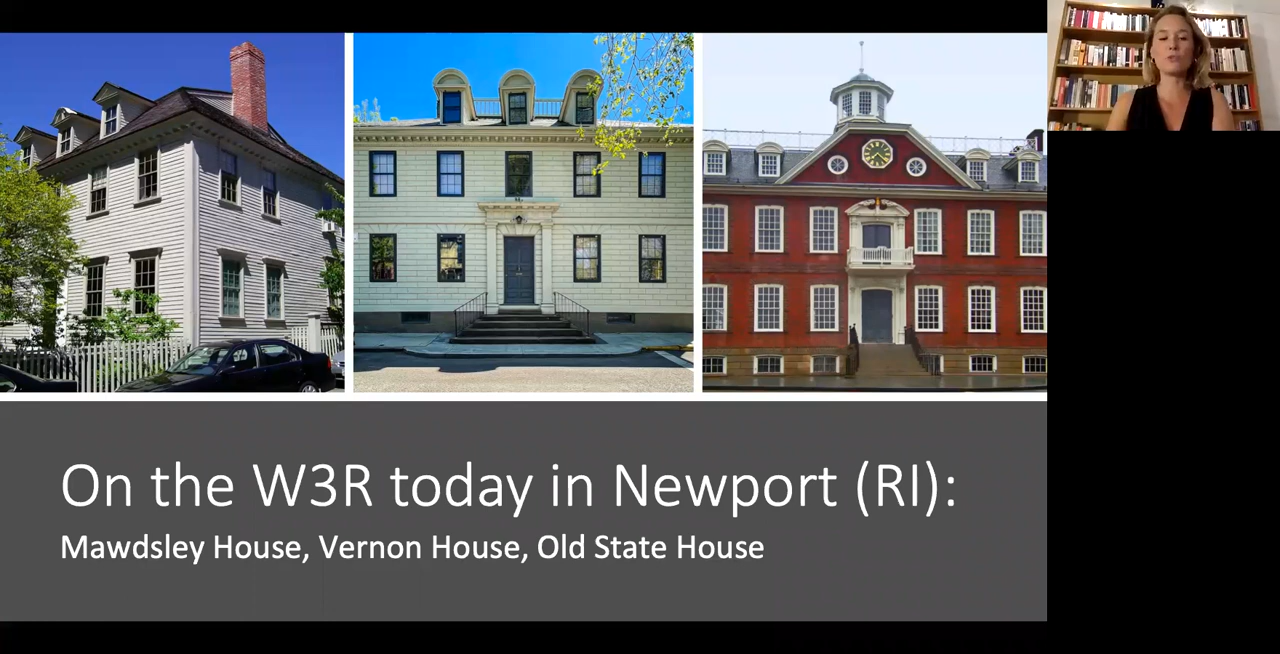 On the W3R today in Newport (RI):
Mawdsley House, Vernon House, Old State House